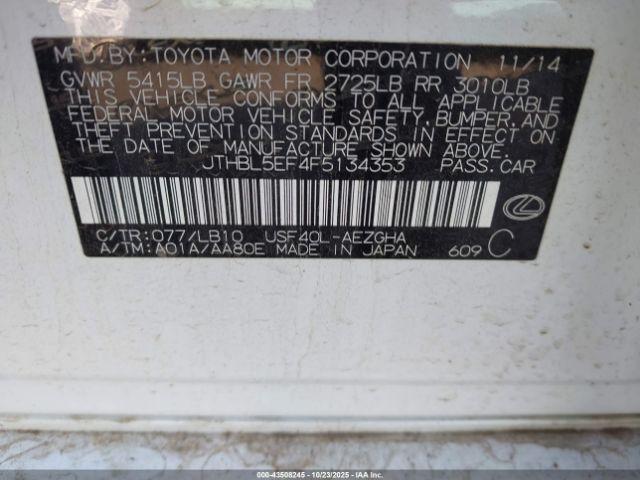 MFD. BY: TOYOTA MOTOR CORPORATION 11/14
GVWR 5415LB GAWR FR 2725LB RR 3010LB
THIS VEHICLE CONFORMS TO ALL APPLICABLE
FEDERAL MOTOR VEHICLE SAFETY, BUMPER, AND
THEFT PREVENTION STANDARDS IN EFFECT ON
THE DATE OF MANUFACTURE SHOWN ABOVE.
JTHBL5EF4F5134353 PASS.CAR
C/TR: 077/LB10 USF40L-AEZGHA
A/TM: A01A/AA80E MADE IN JAPAN 609 C
000-43508245 - 10/23/2025 - IAAI.COM